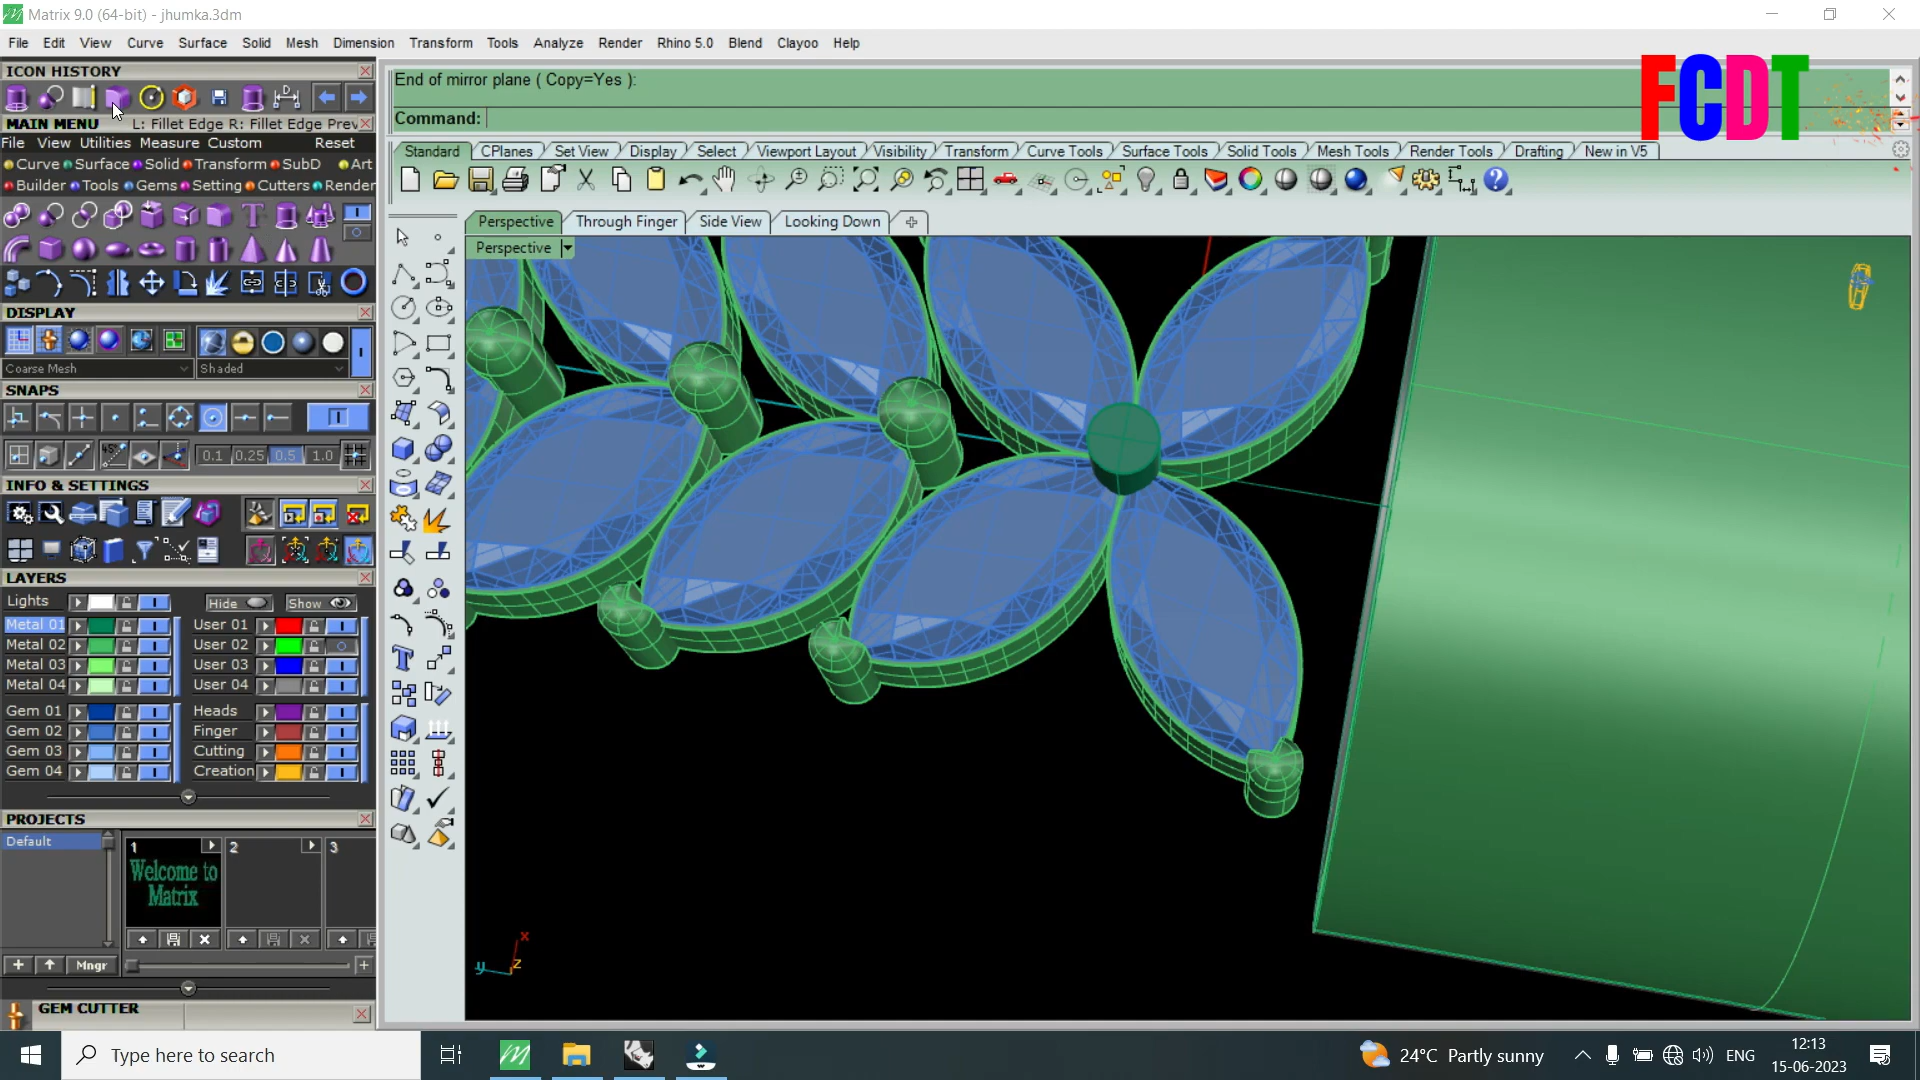 Matrix 9.0 (64-bit) - jhumka.3dm
File Edit View Curve Surface Solid Mesh Dimension Transform Tools Analyze Render Rhino 5.0 Blend Clayoo Help
ICON HISTORY
End of mirror plane ( Copy=Yes ):
Command:
FCDT
MAIN MENU L: Fillet Edge R: Fillet Edge Prev
File View Utilities Measure Custom Reset
Curve Surface Solid Transform SubD Art
Builder Tools Gems Setting Cutters Render
Standard CPlanes Set View Display Select Viewport Layout Visibility Transform Curve Tools Surface Tools Solid Tools Mesh Tools Render Tools Drafting New in V5
Perspective Through Finger Side View Looking Down
Perspective
DISPLAY
Coarse Mesh Shaded
SNAPS
0.1 0.25 0.5 1.0
INFO & SETTINGS
LAYERS
Lights Hide Show
Metal 01 User 01
Metal 02 User 02
Metal 03 User 03
Metal 04 User 04
Gem 01 Heads
Gem 02 Finger
Gem 03 Cutting
Gem 04 Creation
PROJECTS
Default
1 2 3
Welcome to
Matrix
Mngr
GEM CUTTER
x
y z
Type here to search
24°C Partly sunny
ENG
12:13
15-06-2023